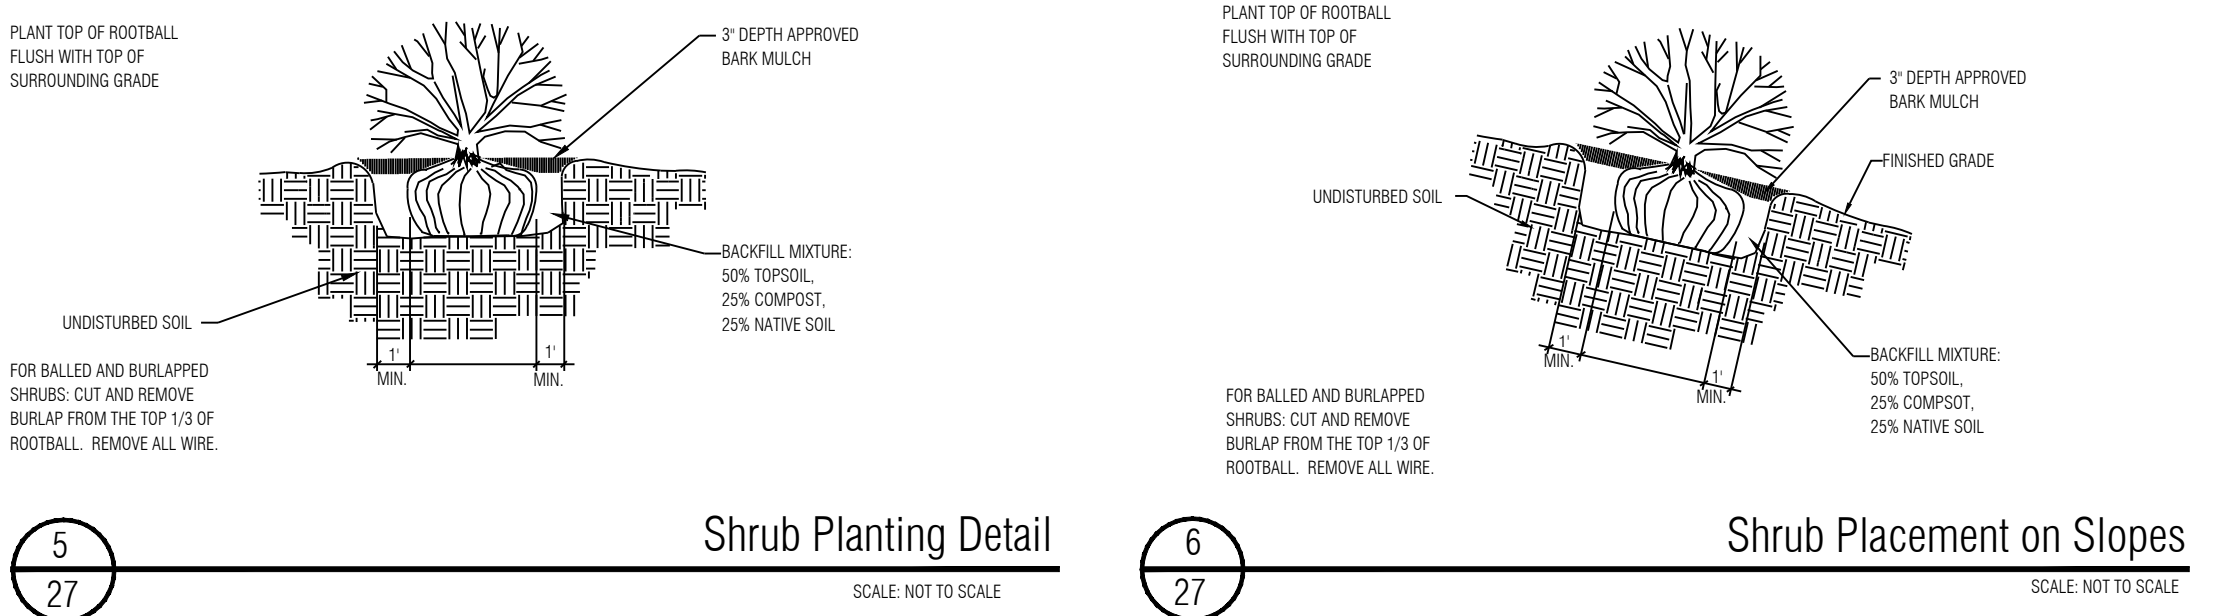 PLANT TOP OF ROOTBALL
FLUSH WITH TOP OF
SURROUNDING GRADE
3" DEPTH APPROVED
BARK MULCH
BACKFILL MIXTURE:
50% TOPSOIL,
25% COMPOST,
25% NATIVE SOIL
UNDISTURBED SOIL
1'
MIN.
1'
MIN.
FOR BALLED AND BURLAPPED
SHRUBS: CUT AND REMOVE
BURLAP FROM THE TOP 1/3 OF
ROOTBALL. REMOVE ALL WIRE.
5
27
Shrub Planting Detail
SCALE: NOT TO SCALE
PLANT TOP OF ROOTBALL
FLUSH WITH TOP OF
SURROUNDING GRADE
3" DEPTH APPROVED
BARK MULCH
FINISHED GRADE
UNDISTURBED SOIL
1'
MIN.
1'
MIN.
BACKFILL MIXTURE:
50% TOPSOIL,
25% COMPSOT,
25% NATIVE SOIL
FOR BALLED AND BURLAPPED
SHRUBS: CUT AND REMOVE
BURLAP FROM THE TOP 1/3 OF
ROOTBALL. REMOVE ALL WIRE.
6
27
Shrub Placement on Slopes
SCALE: NOT TO SCALE